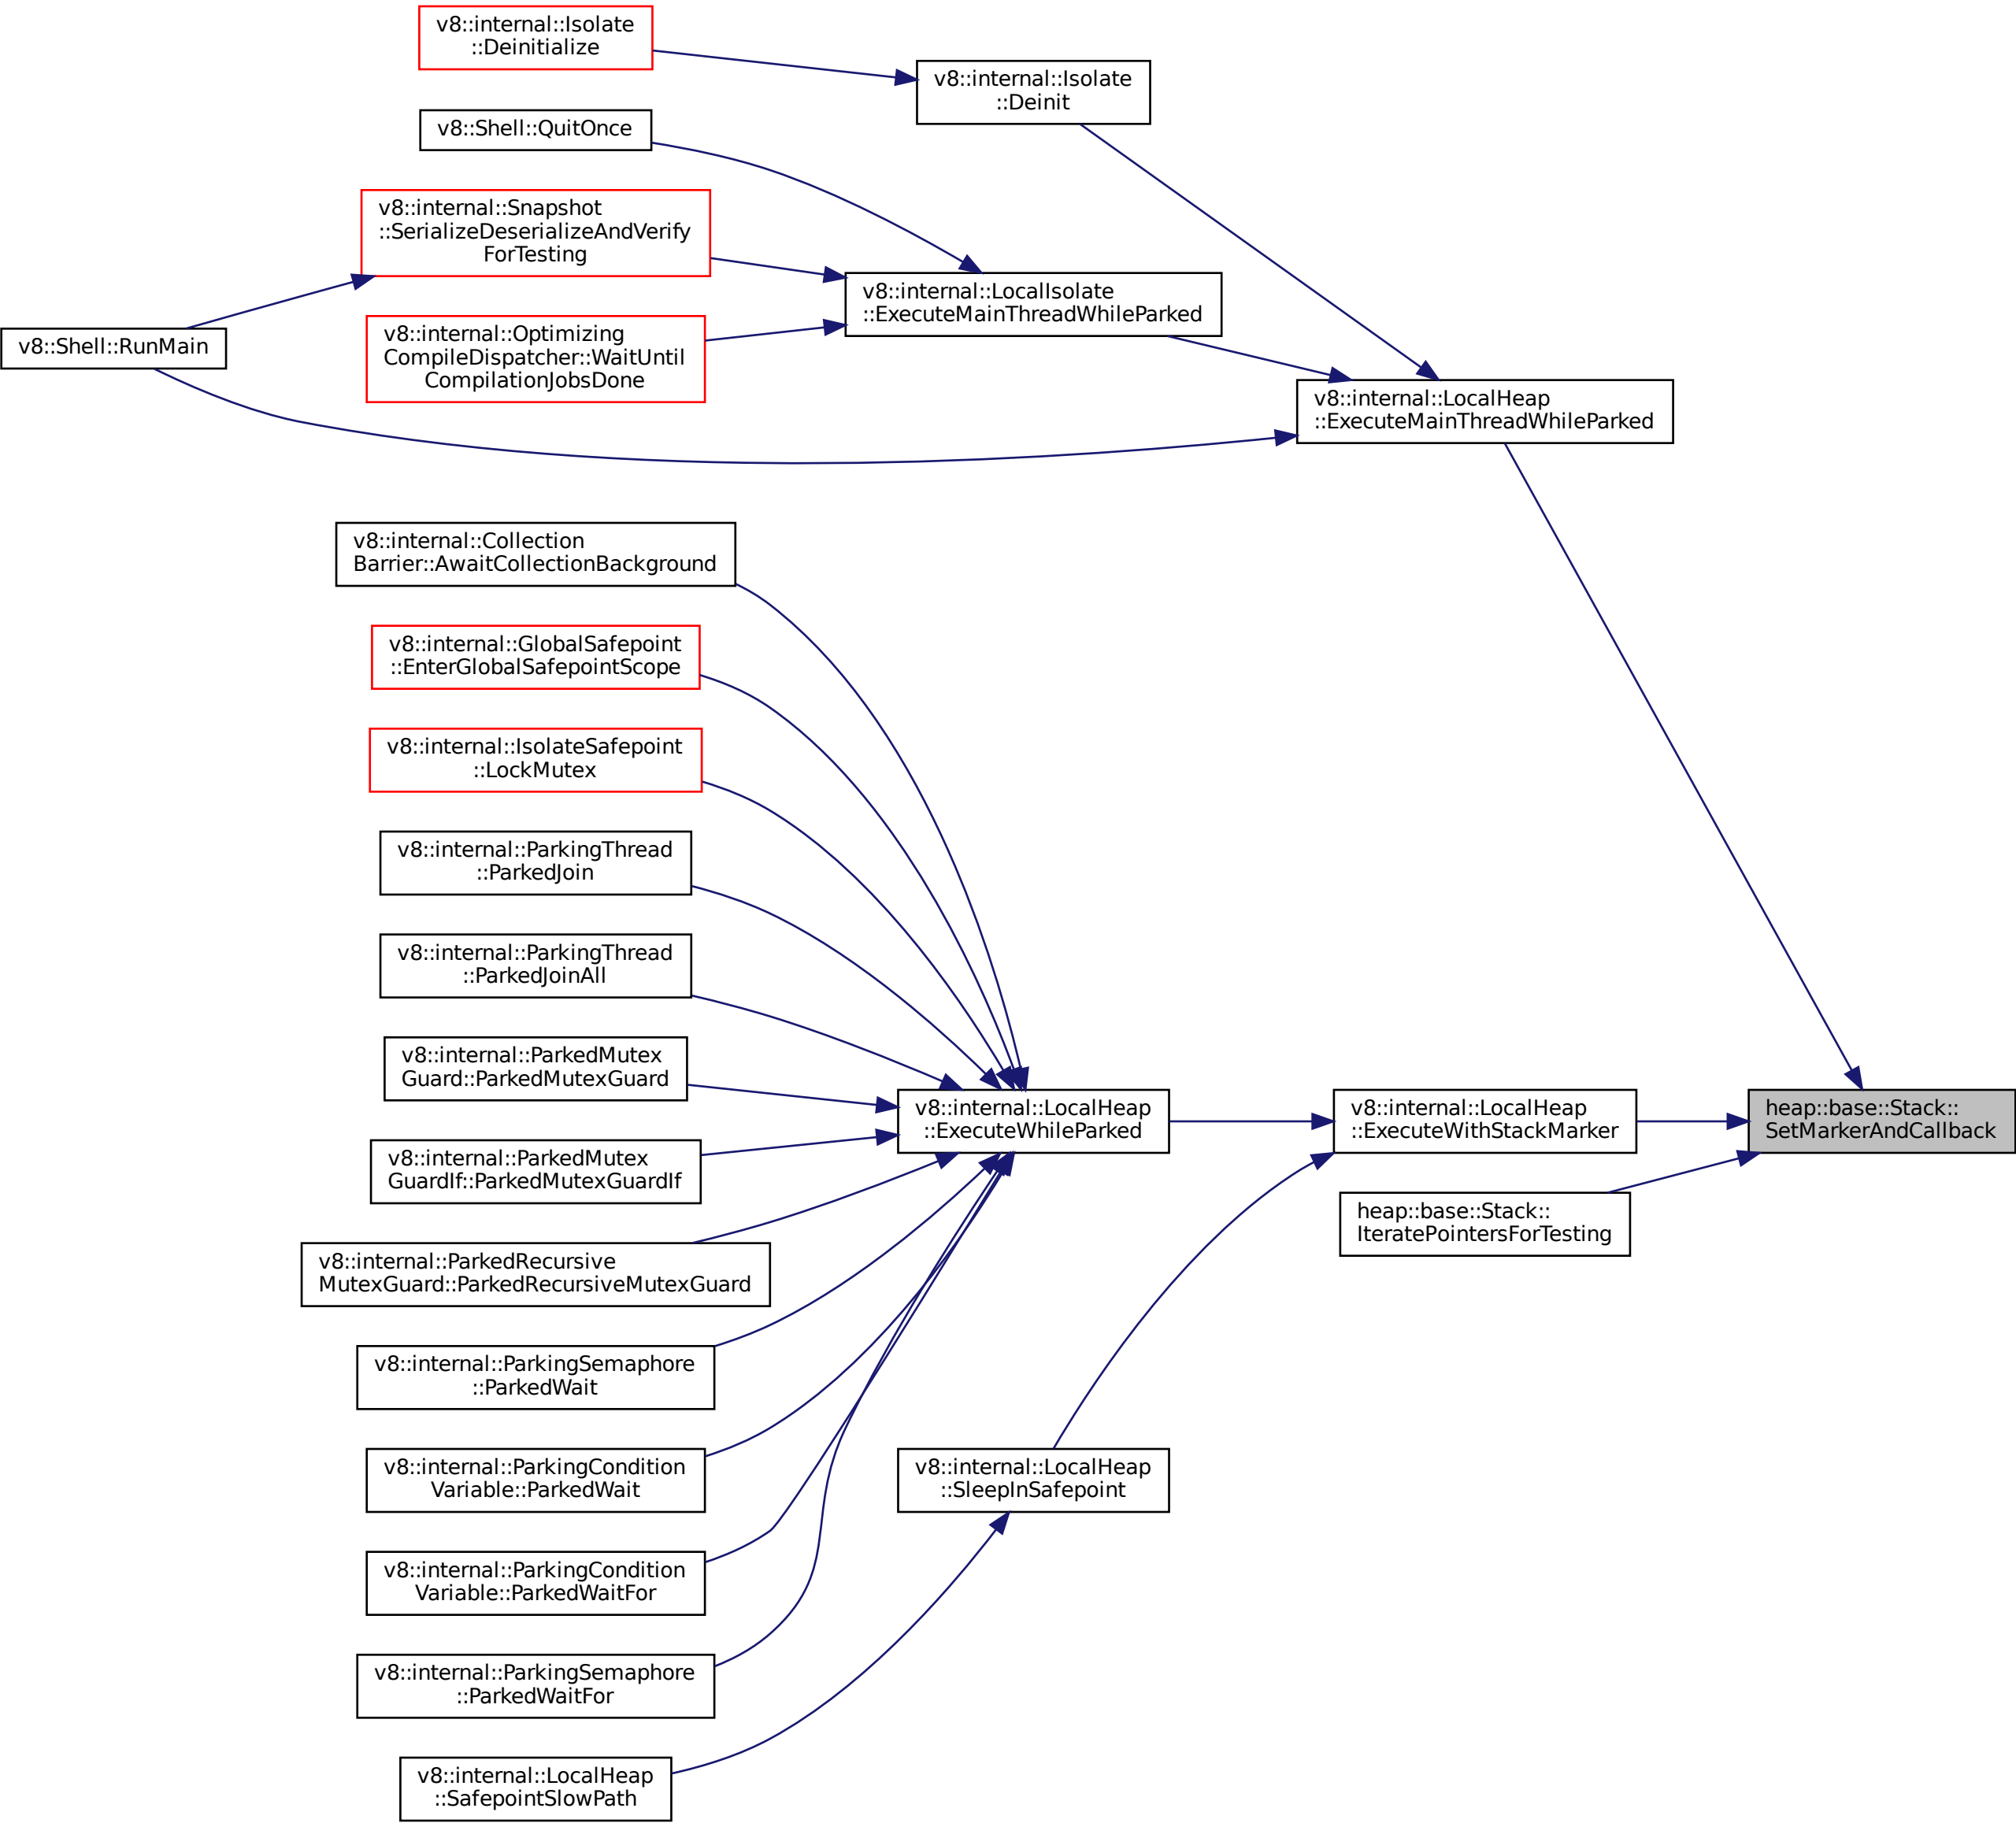 v8::internal::Isolate
::Deinitialize
v8::internal::Isolate
::Deinit
v8::Shell::QuitOnce
v8::internal::Snapshot
::SerializeDeserializeAndVerify
ForTesting
v8::internal::LocalIsolate
::ExecuteMainThreadWhileParked
v8::Shell::RunMain
v8::internal::Optimizing
CompileDispatcher::WaitUntil
CompilationJobsDone
v8::internal::LocalHeap
::ExecuteMainThreadWhileParked
v8::internal::Collection
Barrier::AwaitCollectionBackground
v8::internal::GlobalSafepoint
::EnterGlobalSafepointScope
v8::internal::IsolateSafepoint
::LockMutex
v8::internal::ParkingThread
::ParkedJoin
v8::internal::ParkingThread
::ParkedJoinAll
v8::internal::ParkedMutex
Guard::ParkedMutexGuard
v8::internal::LocalHeap
::ExecuteWhileParked
v8::internal::LocalHeap
::ExecuteWithStackMarker
heap::base::Stack::
SetMarkerAndCallback
v8::internal::ParkedMutex
GuardIf::ParkedMutexGuardIf
heap::base::Stack::
IteratePointersForTesting
v8::internal::ParkedRecursive
MutexGuard::ParkedRecursiveMutexGuard
v8::internal::ParkingSemaphore
::ParkedWait
v8::internal::ParkingCondition
Variable::ParkedWait
v8::internal::LocalHeap
::SleepInSafepoint
v8::internal::ParkingCondition
Variable::ParkedWaitFor
v8::internal::ParkingSemaphore
::ParkedWaitFor
v8::internal::LocalHeap
::SafepointSlowPath